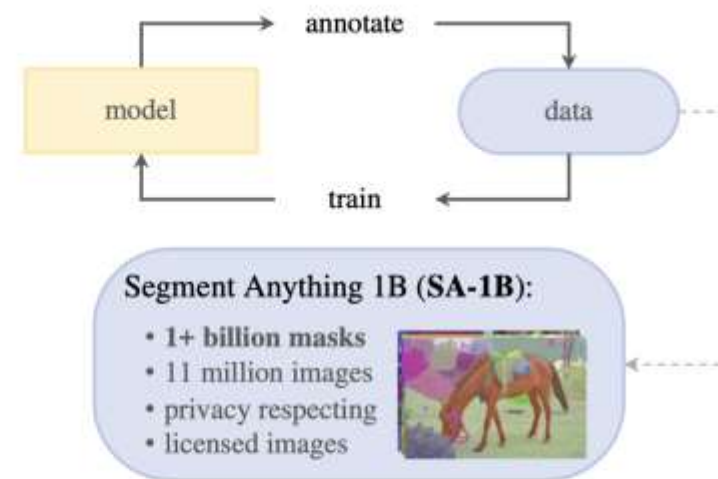 annotate
model
data
train
Segment Anything 1B (SA-1B):
• 1+ billion masks
• 11 million images
• privacy respecting
• licensed images